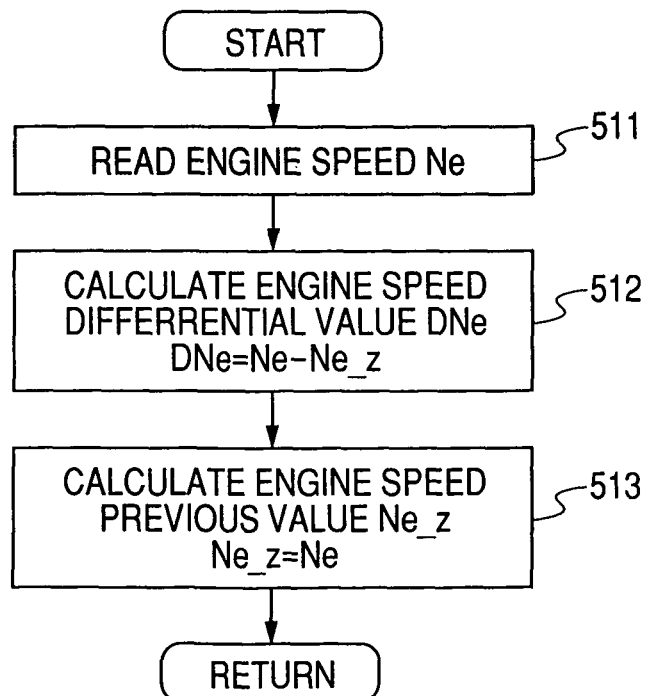 START
READ ENGINE SPEED Ne
511
CALCULATE ENGINE SPEED
DIFFERRENTIAL VALUE DNe
DNe=Ne-Ne_z
512
CALCULATE ENGINE SPEED
PREVIOUS VALUE Ne_z
Ne_z=Ne
513
RETURN